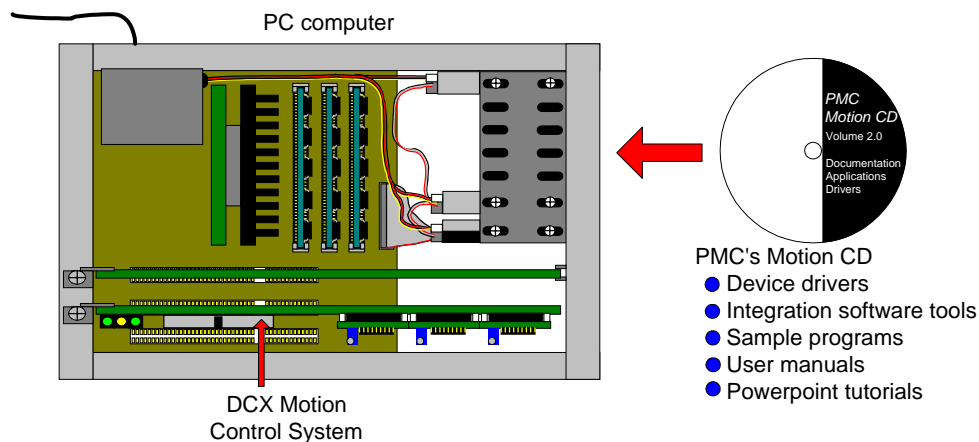 PC computer
PMC
Motion CD
Volume 2.0
Documentation
Applications
Drivers
PMC's Motion CD
Device drivers
Integration software tools
Sample programs
User manuals
Powerpoint tutorials
DCX Motion
Control System